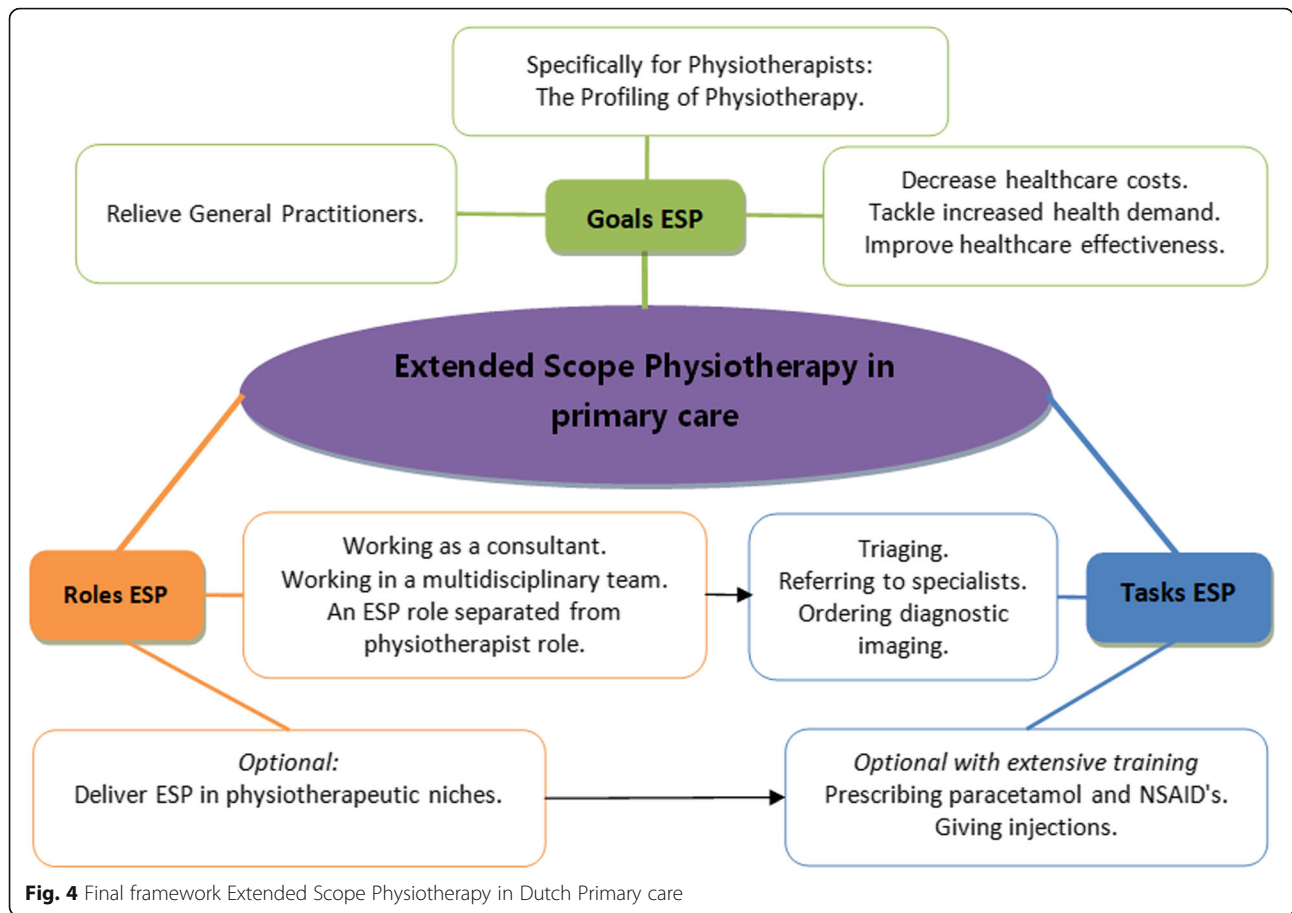 Specifically for Physiotherapists:
The Profiling of Physiotherapy.
Relieve General Practitioners.
Goals ESP
Decrease healthcare costs.
Tackle increased health demand.
Improve healthcare effectiveness.
Extended Scope Physiotherapy in
primary care
Roles ESP
Working as a consultant.
Working in a multidisciplinary team.
An ESP role separated from
physiotherapist role.
Triaging.
Referring to specialists.
Ordering diagnostic
imaging.
Tasks ESP
Optional:
Deliver ESP in physiotherapeutic niches.
Optional with extensive training
Prescribing paracetamol and NSAID's.
Giving injections.
Fig. 4 Final framework Extended Scope Physiotherapy in Dutch Primary care